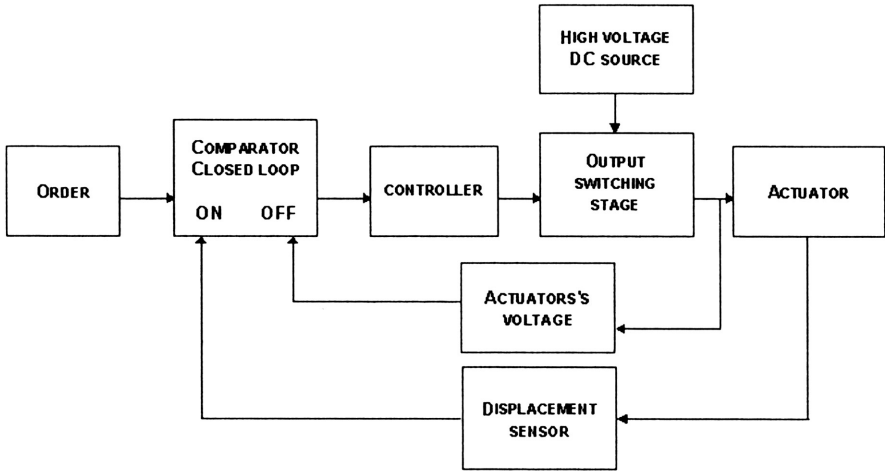 HIGH VOLTAGE
DC SOURCE
ORDER
COMPARATOR
CLOSED LOOP
ON OFF
CONTROLLER
OUTPUT
SWITCHING
STAGE
ACTUATOR
ACTUATORS'S
VOLTAGE
DISPLACEMENT
SENSOR